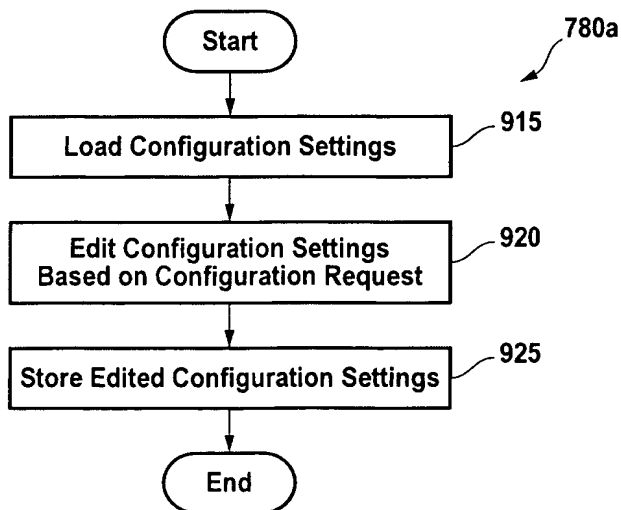 Start
780a
Load Configuration Settings
915
Edit Configuration Settings
Based on Configuration Request
920
Store Edited Configuration Settings
925
End